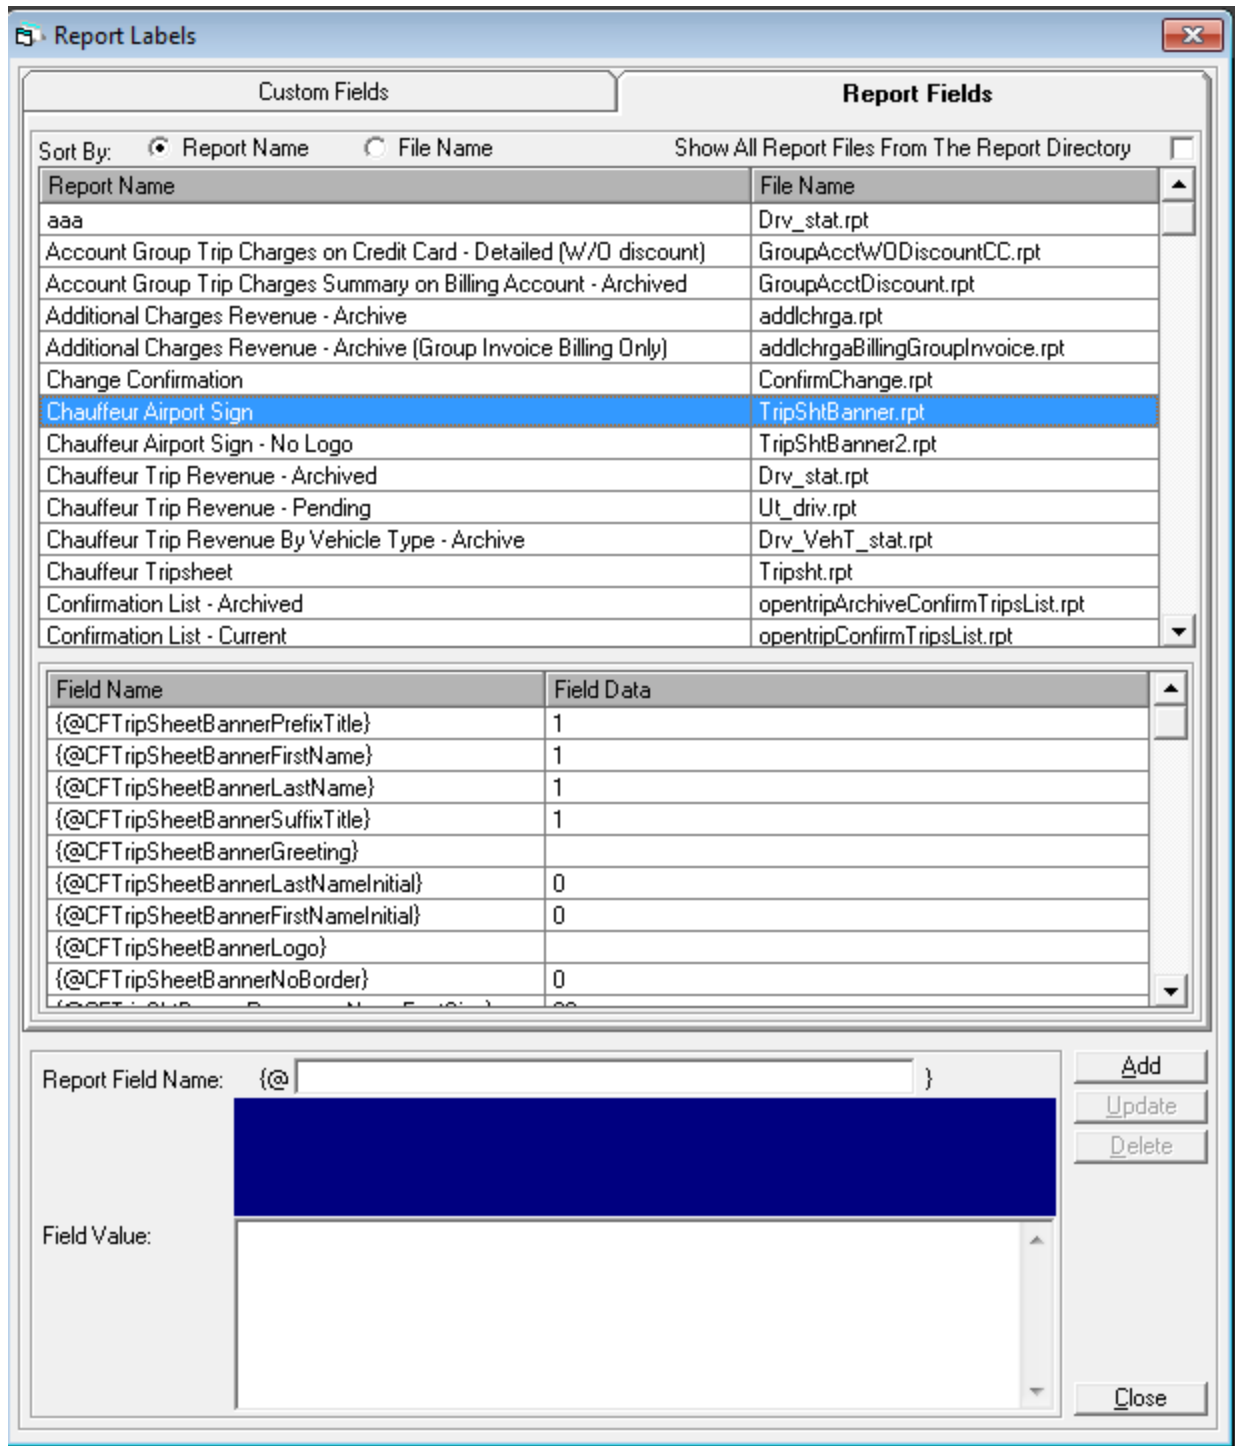 Report Labels
Custom Fields
Report Fields
Sort By: Report Name File Name Show All Report Files From The Report Directory
Report Name File Name
aaa Drv_stat.rpt
Account Group Trip Charges on Credit Card - Detailed (W/O discount) GroupAcctWODiscountCC.rpt
Account Group Trip Charges Summary on Billing Account - Archived GroupAcctDiscount.rpt
Additional Charges Revenue - Archive addlchrga.rpt
Additional Charges Revenue - Archive (Group Invoice Billing Only) addlchrgaBillingGroupInvoice.rpt
Change Confirmation ConfirmChange.rpt
Chauffeur Airport Sign TripShtBanner.rpt
Chauffeur Airport Sign - No Logo TripShtBanner2.rpt
Chauffeur Trip Revenue - Archived Drv_stat.rpt
Chauffeur Trip Revenue - Pending Ut_driv.rpt
Chauffeur Trip Revenue By Vehicle Type - Archive Drv_VehT_stat.rpt
Chauffeur Tripsheet Tripsht.rpt
Confirmation List - Archived opentripArchiveConfirmTripsList.rpt
Confirmation List - Current opentripConfirmTripsList.rpt
Field Name Field Data
{@CFTripSheetBannerPrefixTitle} 1
{@CFTripSheetBannerFirstName} 1
{@CFTripSheetBannerLastName} 1
{@CFTripSheetBannerSuffixTitle} 1
{@CFTripSheetBannerGreeting}
{@CFTripSheetBannerLastNameInitial} 0
{@CFTripSheetBannerFirstNameInitial} 0
{@CFTripSheetBannerLogo}
{@CFTripSheetBannerNoBorder} 0
Report Field Name: {@ }
Add
Update
Delete
Field Value:
Close